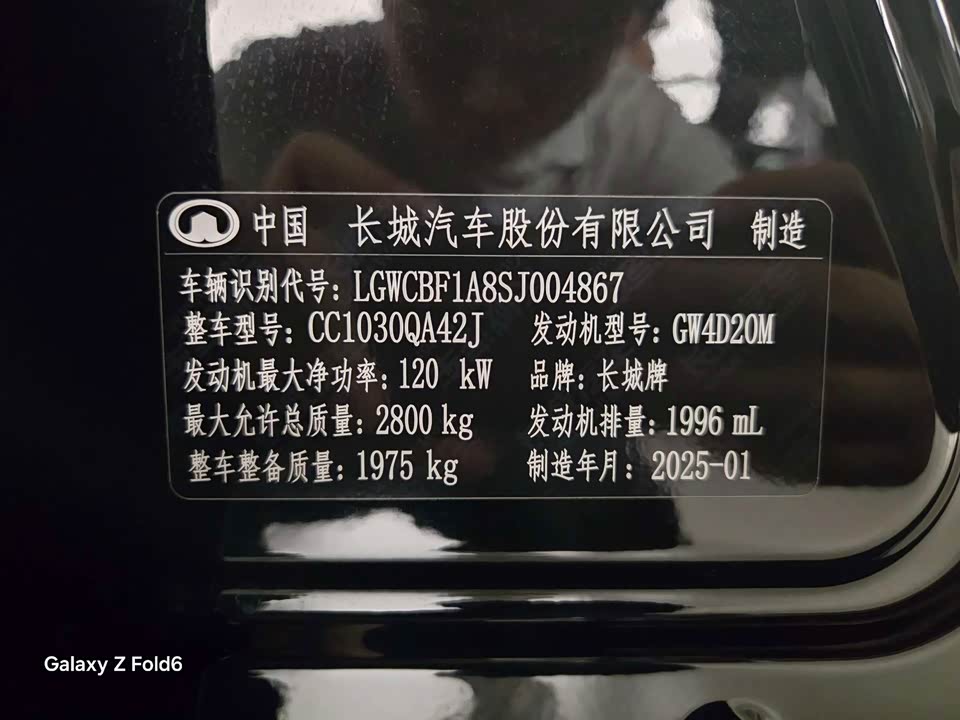 中国 长城汽车股份有限公司 制造
车辆识别代号: LGWCBF1A8SJ004867
整车型号: CC1030QA42J 发动机型号: GW4D20M
发动机最大净功率: 120 kW 品牌: 长城牌
最大允许总质量: 2800 kg 发动机排量: 1996 mL
整车整备质量: 1975 kg 制造年月: 2025-01
Galaxy Z Fold6